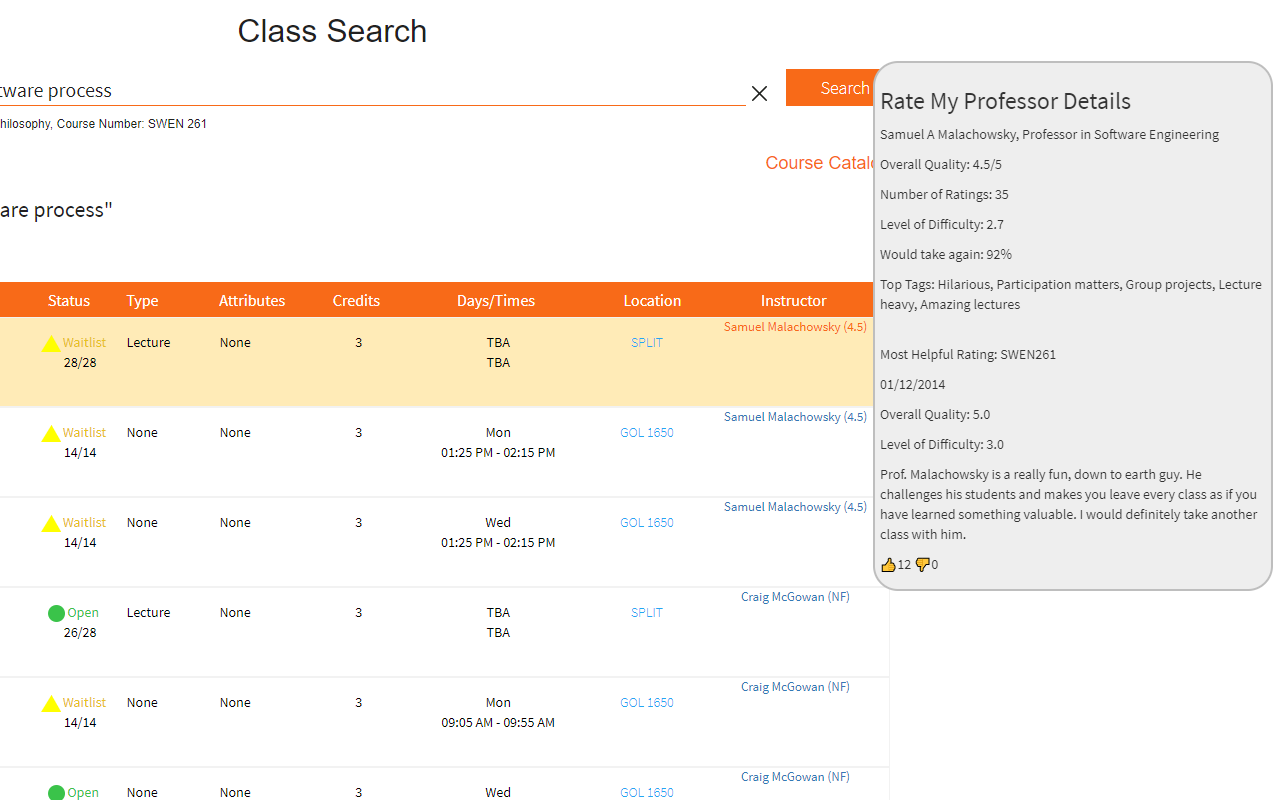 Class Search
tware process
Search
hilosophy, Course Number: SWEN 261
Course Catalo
are process"
Status Type Attributes Credits Days/Times Location Instructor
Samuel Malachowsky (4.5)
Waitlist Lecture None 3 TBA SPLIT
28/28 TBA
Samuel Malachowsky (4.5)
Waitlist None None 3 Mon GOL 1650
14/14 01:25 PM - 02:15 PM
Samuel Malachowsky (4.5)
Waitlist None None 3 Wed GOL 1650
14/14 01:25 PM - 02:15 PM
Craig McGowan (NF)
Open Lecture None 3 TBA SPLIT
26/28 TBA
Craig McGowan (NF)
Waitlist None None 3 Mon GOL 1650
14/14 09:05 AM - 09:55 AM
Craig McGowan (NF)
Open None None 3 Wed GOL 1650
Rate My Professor Details
Samuel A Malachowsky, Professor in Software Engineering
Overall Quality: 4.5/5
Number of Ratings: 35
Level of Difficulty: 2.7
Would take again: 92%
Top Tags: Hilarious, Participation matters, Group projects, Lecture
heavy, Amazing lectures
Most Helpful Rating: SWEN261
01/12/2014
Overall Quality: 5.0
Level of Difficulty: 3.0
Prof. Malachowsky is a really fun, down to earth guy. He
challenges his students and makes you leave every class as if you
have learned something valuable. I would definitely take another
class with him.
👍12 👎0